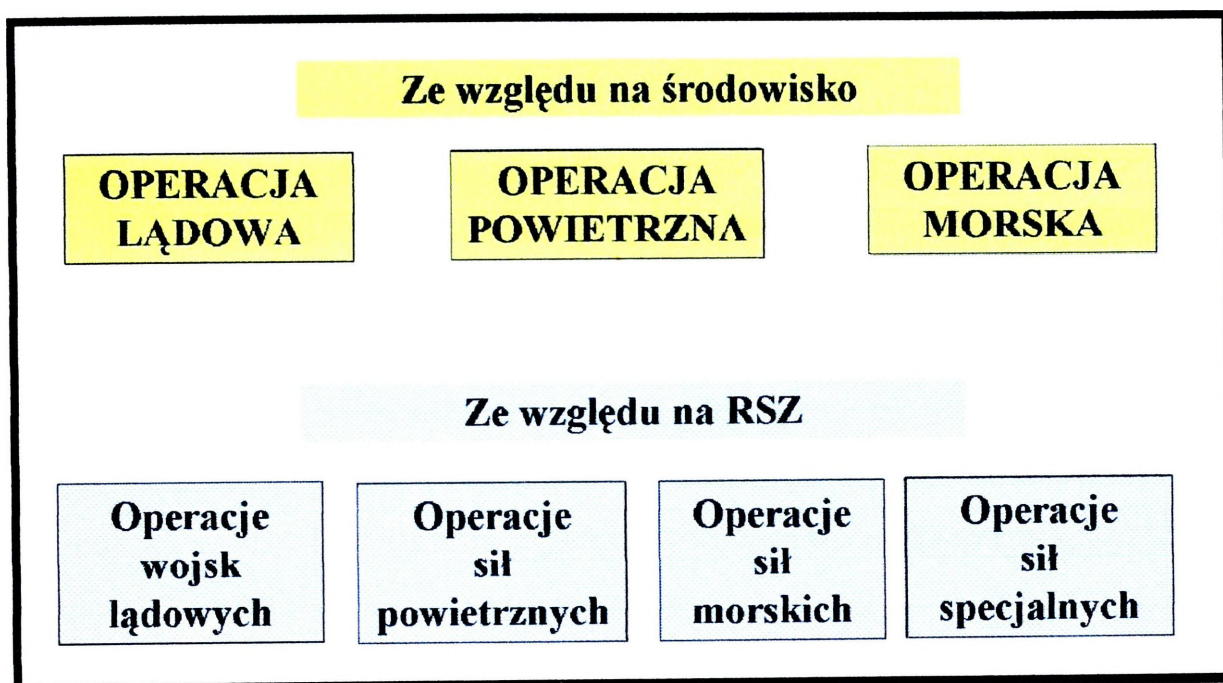 Ze względu na środowisko
OPERACJA
LĄDOWA
OPERACJA
POWIETRZNA
OPERACJA
MORSKA
Ze względu na RSZ
Operacje
wojsk
lądowych
Operacje
sił
powietrznych
Operacje
sił
morskich
Operacje
sił
specjalnych